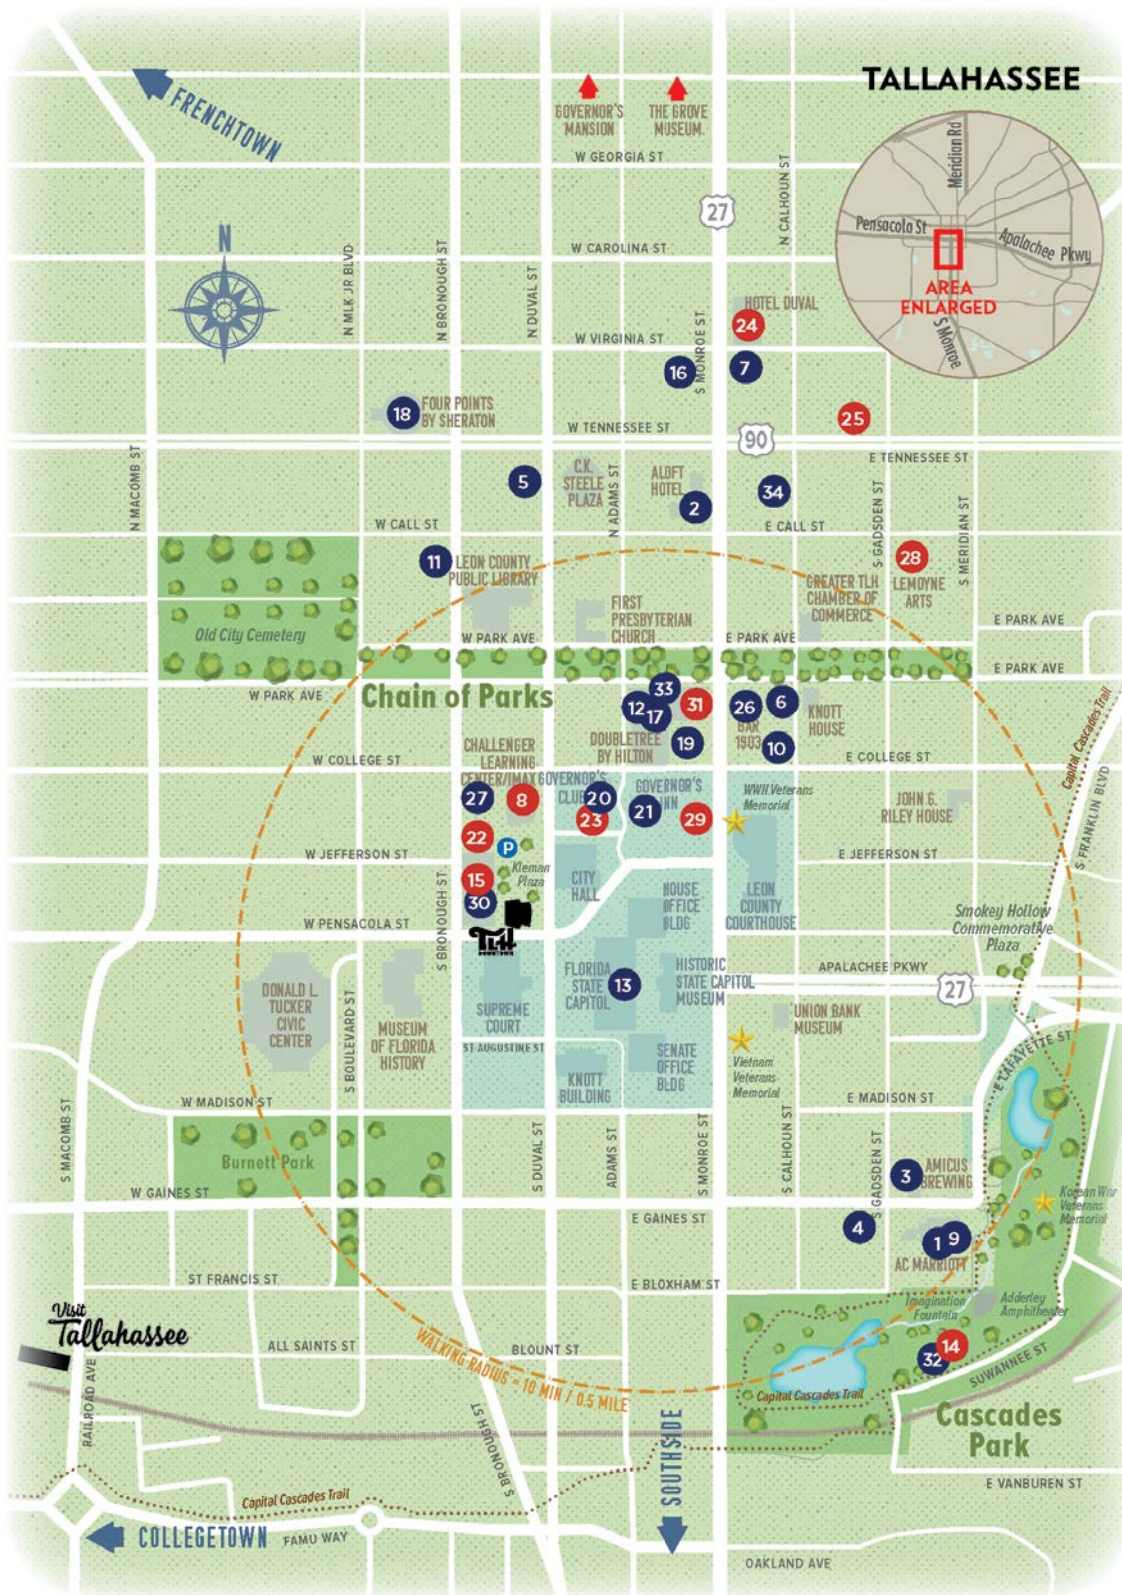 TALLAHASSEE
Meridian Rd
Pensacola St
Apalachee Pkwy
AREA
ENLARGED
S Monroe
FRENCHTOWN
GOVERNOR'S
MANSION
THE GROVE
MUSEUM
W GEORGIA ST
27
N CALHOUN ST
N
W CAROLINA ST
N MLK JR BLVD
N BRONOUGH ST
N DUVAL ST
HOTEL DUVAL
24
W VIRGINIA ST
S MONROE ST
16
7
18
FOUR POINTS
BY SHERATON
25
W TENNESSEE ST
90
E TENNESSEE ST
N MACOMB ST
5
C.K.
STEELE
PLAZA
N ADAMS ST
ALOFT
HOTEL
2
34
S GADSDEN ST
S MERIDIAN ST
W CALL ST
E CALL ST
11
LEON COUNTY
PUBLIC LIBRARY
28
LEMOYNE
ARTS
GREATER TLH
CHAMBER OF
COMMERCE
FIRST
PRESBYTERIAN
CHURCH
Old City Cemetery
W PARK AVE
E PARK AVE
E PARK AVE
E PARK AVE
W PARK AVE
Chain of Parks
33
12
17
31
26
6
BAR
1903
KNOTT
HOUSE
DOUBLETREE
BY HILTON
19
10
Capital Cascades Trail
S FRANKLIN BLVD
W COLLEGE ST
E COLLEGE ST
CHALLENGER
LEARNING
CENTER/IMAX
GOVERNOR'S
CLUB
GOVERNOR'S
INN
WWII Veterans
Memorial
JOHN G.
RILEY HOUSE
27
8
20
23
21
29
22
P
Kleman
Plaza
W JEFFERSON ST
E JEFFERSON ST
15
30
CITY
HALL
HOUSE
OFFICE
BLDG
LEON
COUNTY
COURTHOUSE
S BRONOUGH ST
W PENSACOLA ST
TLH
Smokey Hollow
Commemorative
Plaza
APALACHEE PKWY
27
DONALD L.
TUCKER
CIVIC
CENTER
S BOULEVARD ST
MUSEUM
OF FLORIDA
HISTORY
SUPREME
COURT
FLORIDA
STATE
CAPITOL
13
HISTORIC
STATE CAPITOL
MUSEUM
UNION BANK
MUSEUM
ST AUGUSTINE ST
KNOTT
BUILDING
SENATE
OFFICE
BLDG
Vietnam
Veterans
Memorial
E LAFAYETTE ST
W MADISON ST
E MADISON ST
S MACOMB ST
Burnett Park
S DUVAL ST
ADAMS ST
S MONROE ST
S CALHOUN ST
S GADSDEN ST
3
AMICUS
BREWING
Korean War
Veterans
Memorial
W GAINES ST
E GAINES ST
4
1
9
AC MARRIOTT
ST FRANCIS ST
E BLOXHAM ST
Imagination
Fountain
Adderley
Amphitheater
Visit
Tallahassee
ALL SAINTS ST
BLOUNT ST
WALKING RADIUS = 10 MIN / 0.5 MILE
32
14
SUWANNEE ST
RAILROAD AVE
Capital Cascades Trail
Cascades
Park
S BRONOUGH ST
SOUTHSIDE
E VANBUREN ST
Capital Cascades Trail
COLLEGETOWN
FAMU WAY
OAKLAND AVE